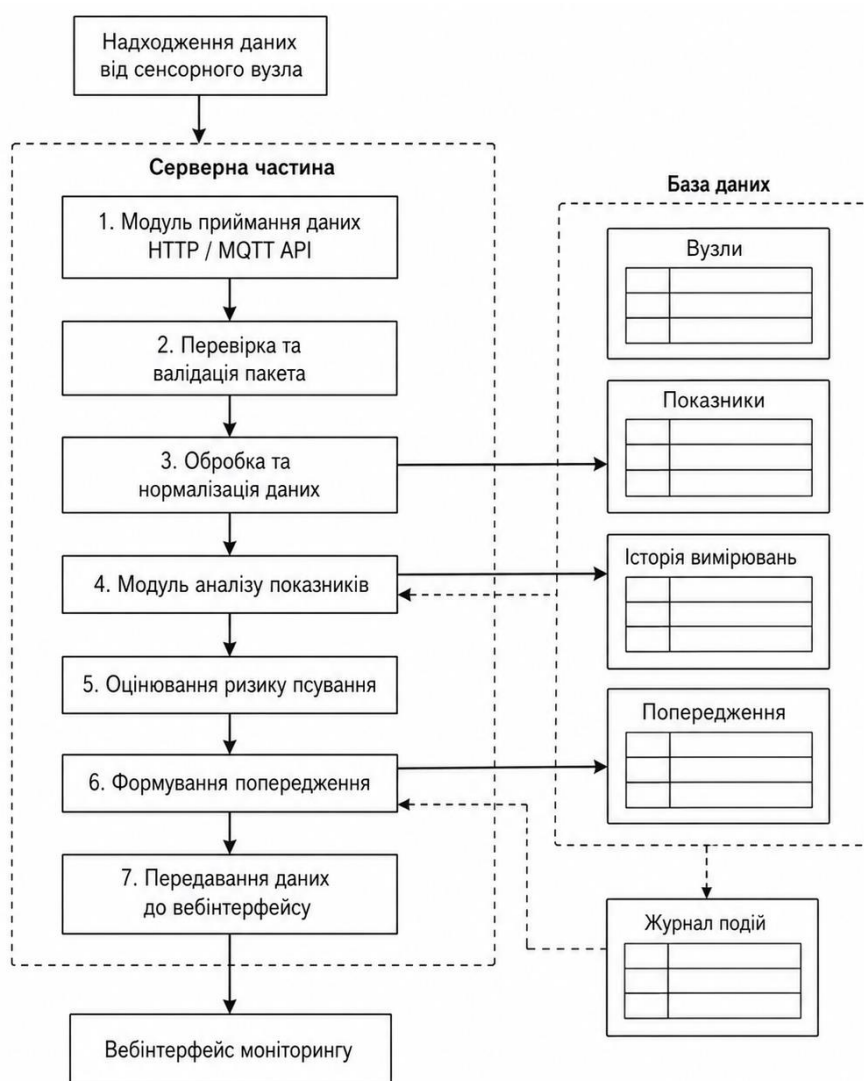 Надходження даних
від сенсорного вузла
Серверна частина
1. Модуль приймання даних
HTTP / MQTT API
2. Перевірка та
валідація пакета
3. Обробка та
нормалізація даних
4. Модуль аналізу показників
5. Оцінювання ризику псування
6. Формування попередження
7. Передавання даних
до вебінтерфейсу
Вебінтерфейс моніторингу
База даних
Вузли
Показники
Історія вимірювань
Попередження
Журнал подій